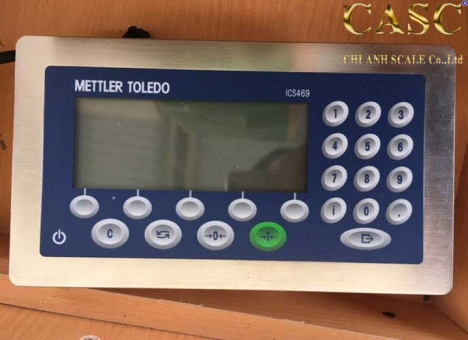 CASC
CHI ANH SCALE Co.,Ltd
METTLER TOLEDO
ICS469
1 2 3
4 5 6
7 8 9
i 0 .
C →0← →T←